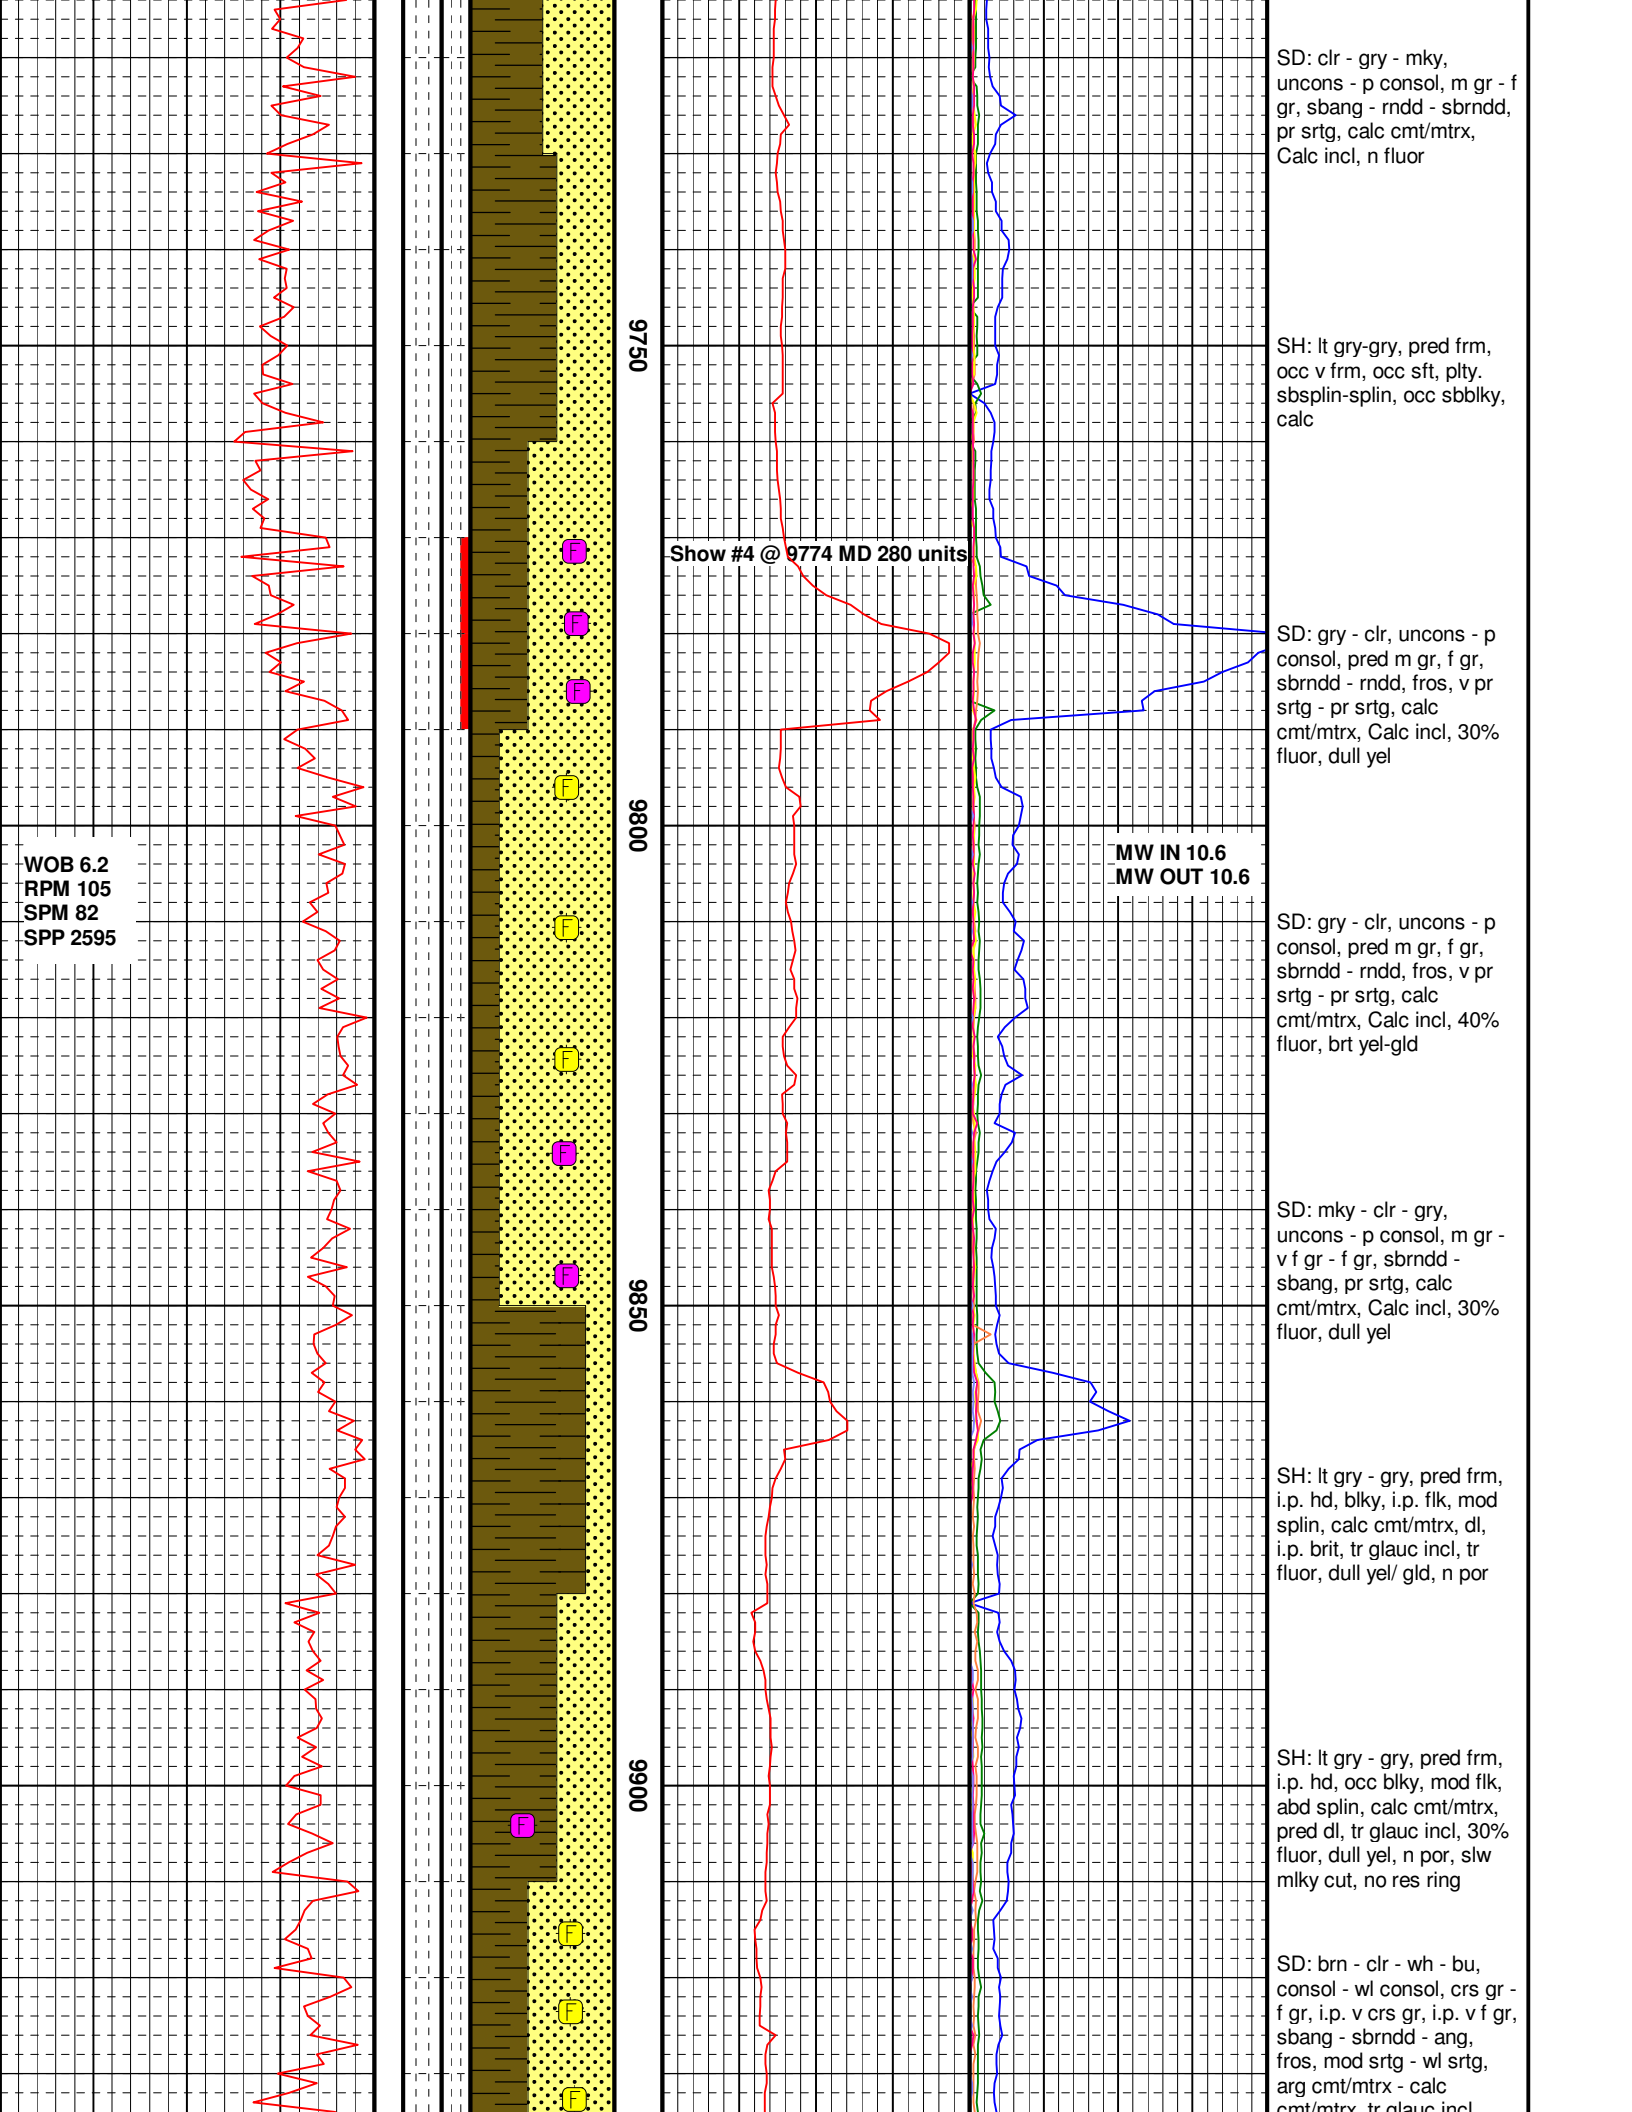 SD: clr - gry - mky,
uncons - p consol, m gr - f
gr, sbang - rndd - sbrndd,
pr srtg, calc cmt/mtrx,
Calc incl, n fluor
9750
SH: lt gry-gry, pred frm,
occ v frm, occ sft, plty.
sbsplin-splin, occ sbblky,
calc
F
Show #4 @ 9774 MD 280 units
F
F
SD: gry - clr, uncons - p
consol, pred m gr, f gr,
sbrndd - rndd, fros, v pr
srtg - pr srtg, calc
cmt/mtrx, Calc incl, 30%
fluor, dull yel
F
9800
WOB 6.2
RPM 105
SPM 82
SPP 2595
MW IN 10.6
MW OUT 10.6
F
SD: gry - clr, uncons - p
consol, pred m gr, f gr,
sbrndd - rndd, fros, v pr
srtg - pr srtg, calc
cmt/mtrx, Calc incl, 40%
fluor, brt yel-gld
F
F
F
9850
SD: mky - clr - gry,
uncons - p consol, m gr -
v f gr - f gr, sbrndd -
sbang, pr srtg, calc
cmt/mtrx, Calc incl, 30%
fluor, dull yel
SH: lt gry - gry, pred frm,
i.p. hd, blky, i.p. flk, mod
splin, calc cmt/mtrx, dl,
i.p. brit, tr glauc incl, tr
fluor, dull yel/ gld, n por
9900
F
SH: lt gry - gry, pred frm,
i.p. hd, occ blky, mod flk,
abd splin, calc cmt/mtrx,
pred dl, tr glauc incl, 30%
fluor, dull yel, n por, slw
mlky cut, no res ring
F
F
F
SD: brn - clr - wh - bu,
consol - wl consol, crs gr -
f gr, i.p. v crs gr, i.p. v f gr,
sbang - sbrndd - ang,
fros, mod srtg - wl srtg,
arg cmt/mtrx - calc
cmt/mtrx, tr glauc incl